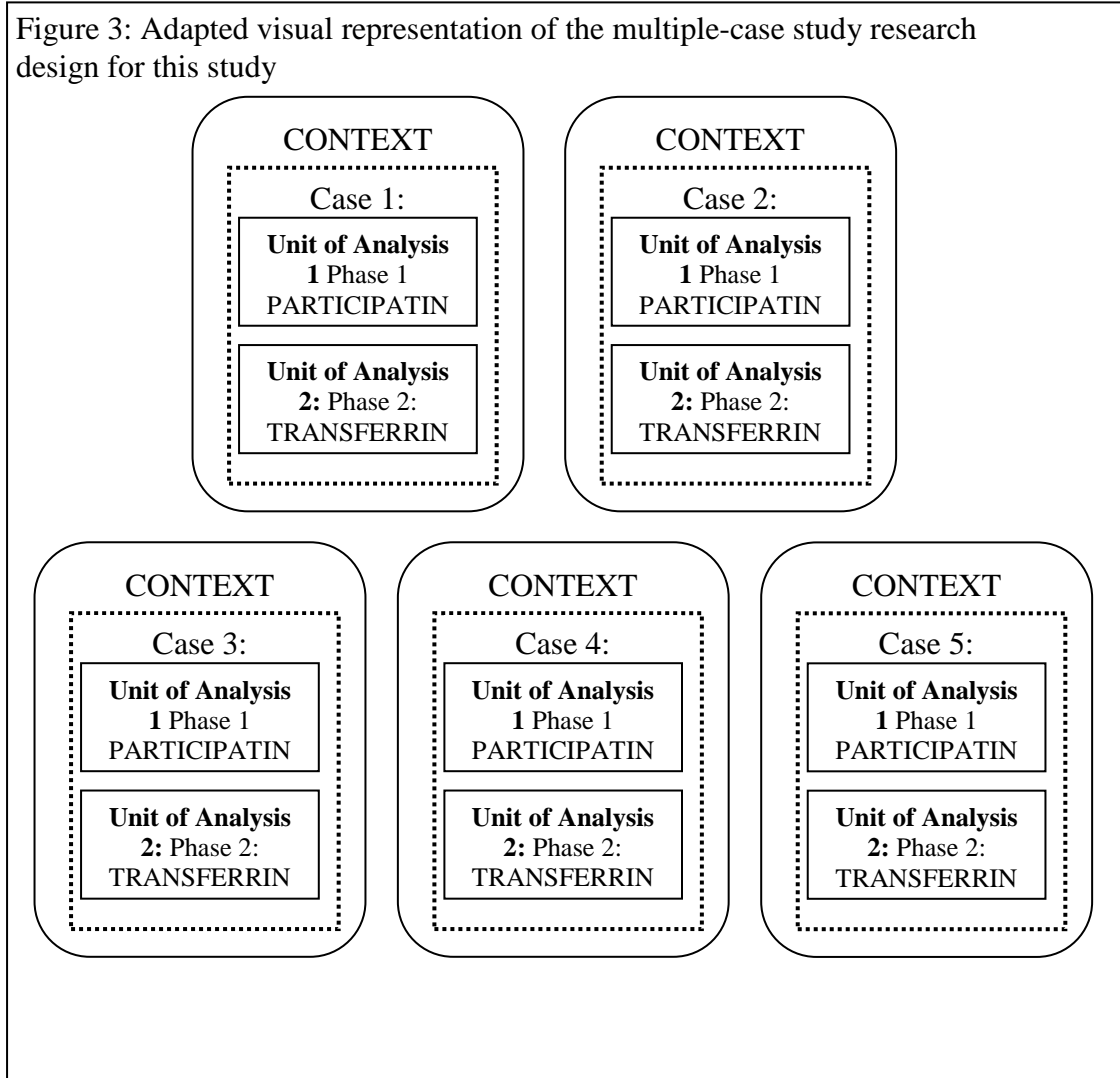 Figure 3: Adapted visual representation of the multiple-case study research
design for this study
CONTEXT
Case 1:
Unit of Analysis
1 Phase 1
PARTICIPATIN
Unit of Analysis
2: Phase 2:
TRANSFERRIN
CONTEXT
Case 2:
Unit of Analysis
1 Phase 1
PARTICIPATIN
Unit of Analysis
2: Phase 2:
TRANSFERRIN
CONTEXT
Case 3:
Unit of Analysis
1 Phase 1
PARTICIPATIN
Unit of Analysis
2: Phase 2:
TRANSFERRIN
CONTEXT
Case 4:
Unit of Analysis
1 Phase 1
PARTICIPATIN
Unit of Analysis
2: Phase 2:
TRANSFERRIN
CONTEXT
Case 5:
Unit of Analysis
1 Phase 1
PARTICIPATIN
Unit of Analysis
2: Phase 2:
TRANSFERRIN